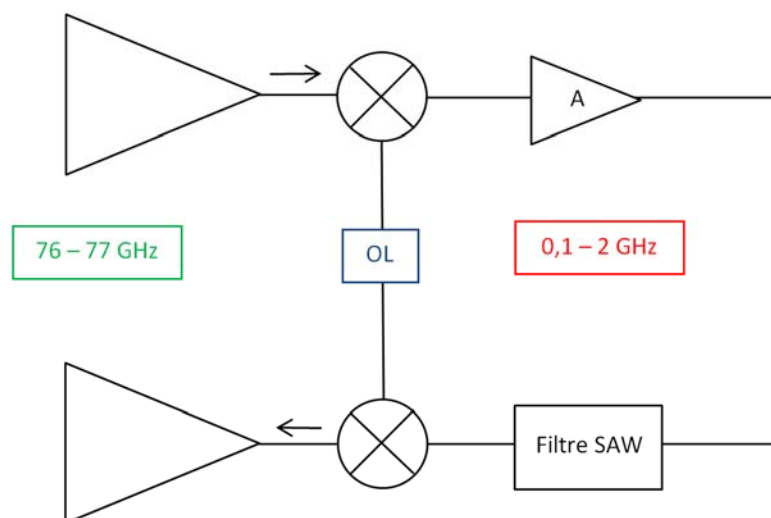 A
76 – 77 GHz
OL
0,1 – 2 GHz
Filtre SAW